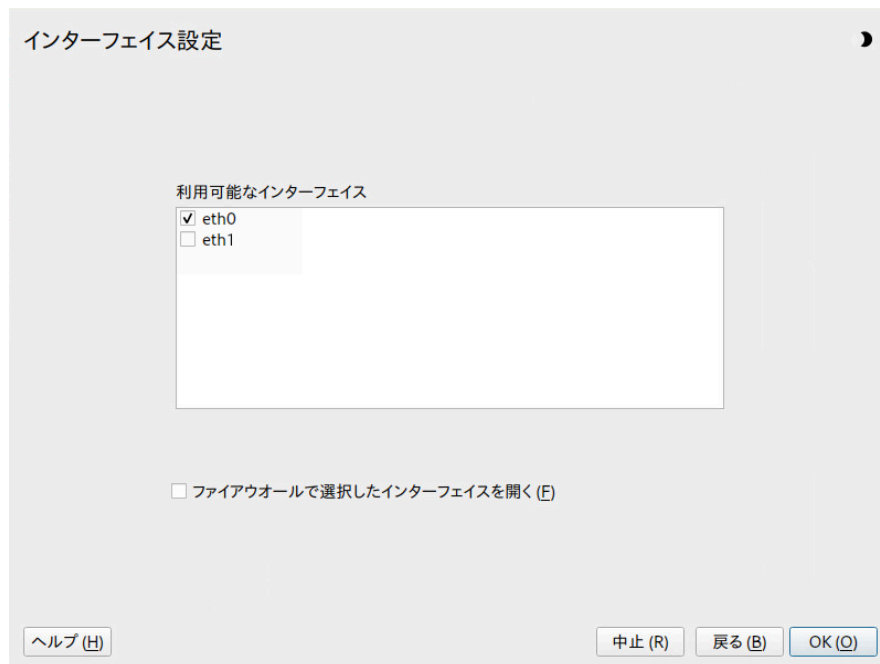 インターフェイス設定
利用可能なインターフェイス
eth0
eth1
ファイアウオールで選択したインターフェイスを開く(F)
ヘルプ(H)
中止(R)
戻る(B)
OK(O)